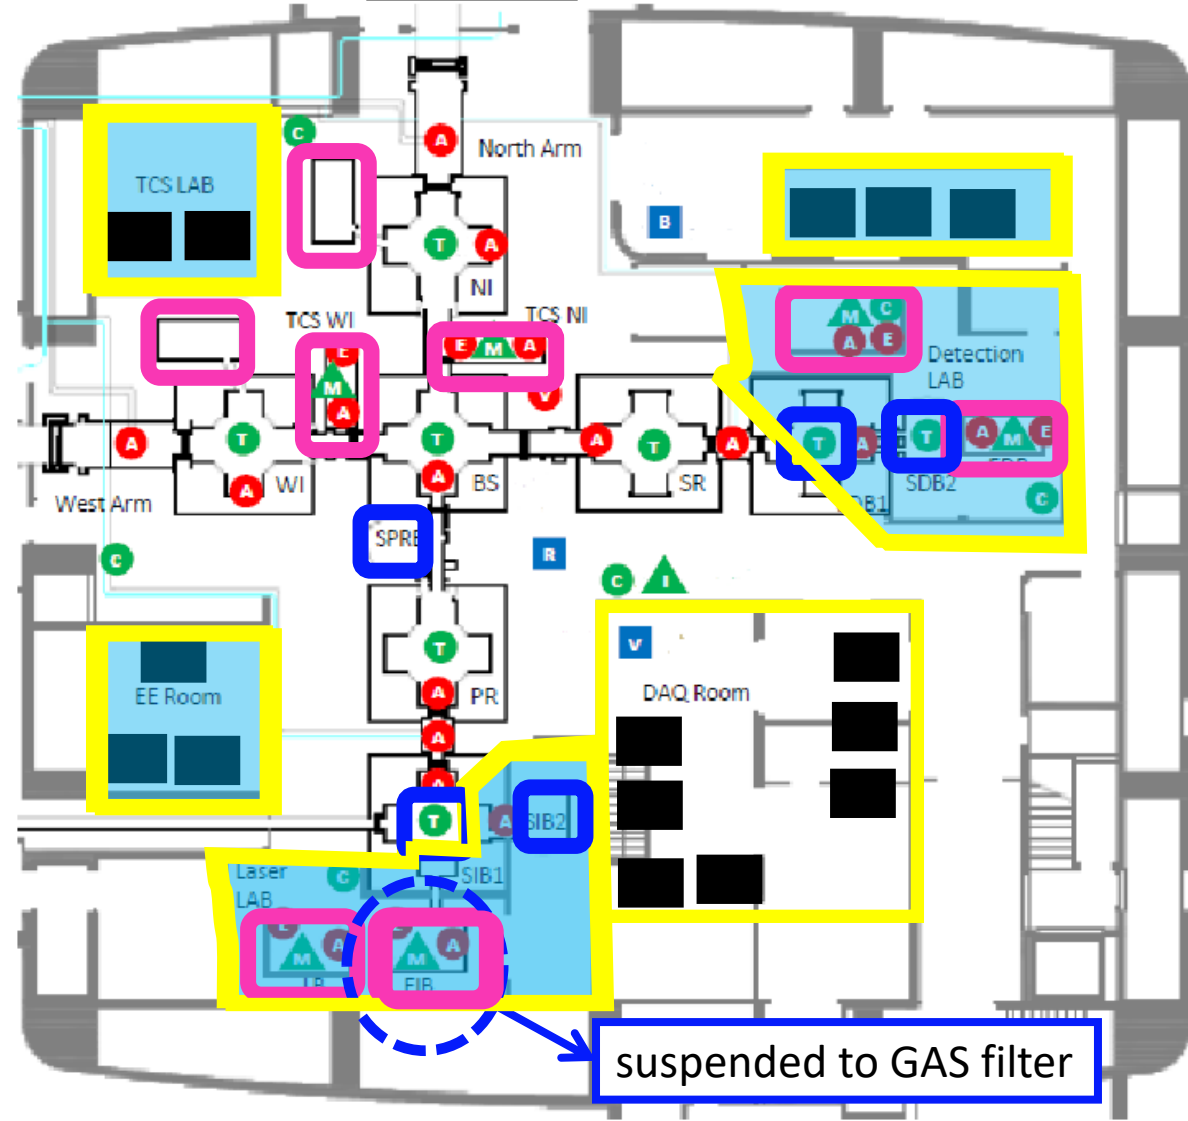 C
A
North Arm
TCS LAB
B
T
A
NI
TCS WI
TCS NI
M
C
E
M
A
A
E
E
Detection
LAB
M
V
A
A
T
T
A
T
A
T
A
T
A
M
E
A
A
WI
BS
SR
SDB2
West Arm
C
SPRB
R
C
C
I
T
V
EE Room
A
PR
DAQ Room
A
A
T
A
SIB2
Laser
LAB
C
SIB1
A
M
M
A
EIB
suspended to GAS filter